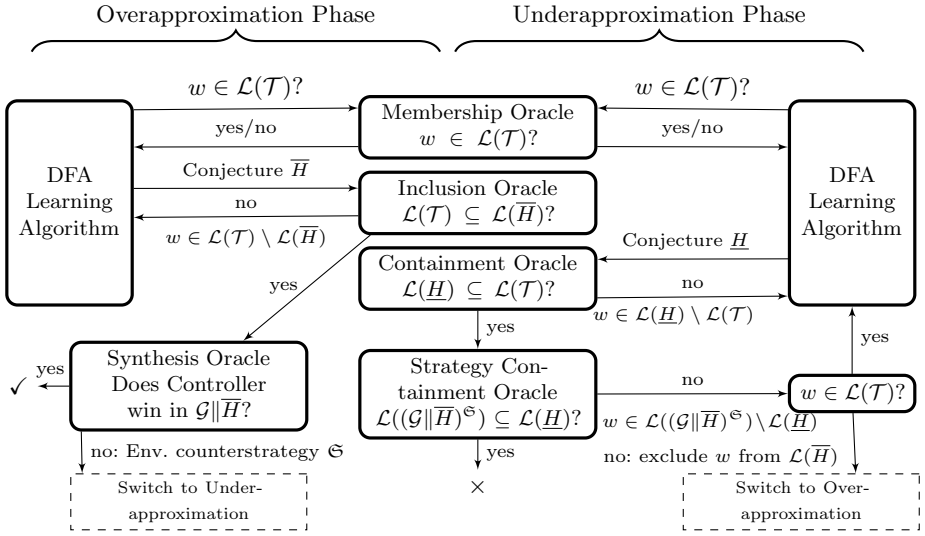 Overapproximation Phase
Underapproximation Phase
DFA
Learning
Algorithm
w ∈ L(T)?
yes/no
Conjecture H̅
no
w ∈ L(T) \ L(H̅)
Membership Oracle
w ∈ L(T)?
Inclusion Oracle
L(T) ⊆ L(H̅)?
Containment Oracle
L(H̲) ⊆ L(T)?
w ∈ L(T)?
yes/no
Conjecture H̲
no
w ∈ L(H̲) \ L(T)
DFA
Learning
Algorithm
yes
yes
yes
Synthesis Oracle
Does Controller
win in G∥H̅?
yes
✓
Strategy Con-
tainment Oracle
L((G∥H̅)^𝔖) ⊆ L(H̲)?
no
w ∈ L((G∥H̅)^𝔖)\L(H̲)
w ∈ L(T)?
no: Env. counterstrategy 𝔖
yes
×
no: exclude w from L(H̅)
Switch to Under-
approximation
Switch to Over-
approximation